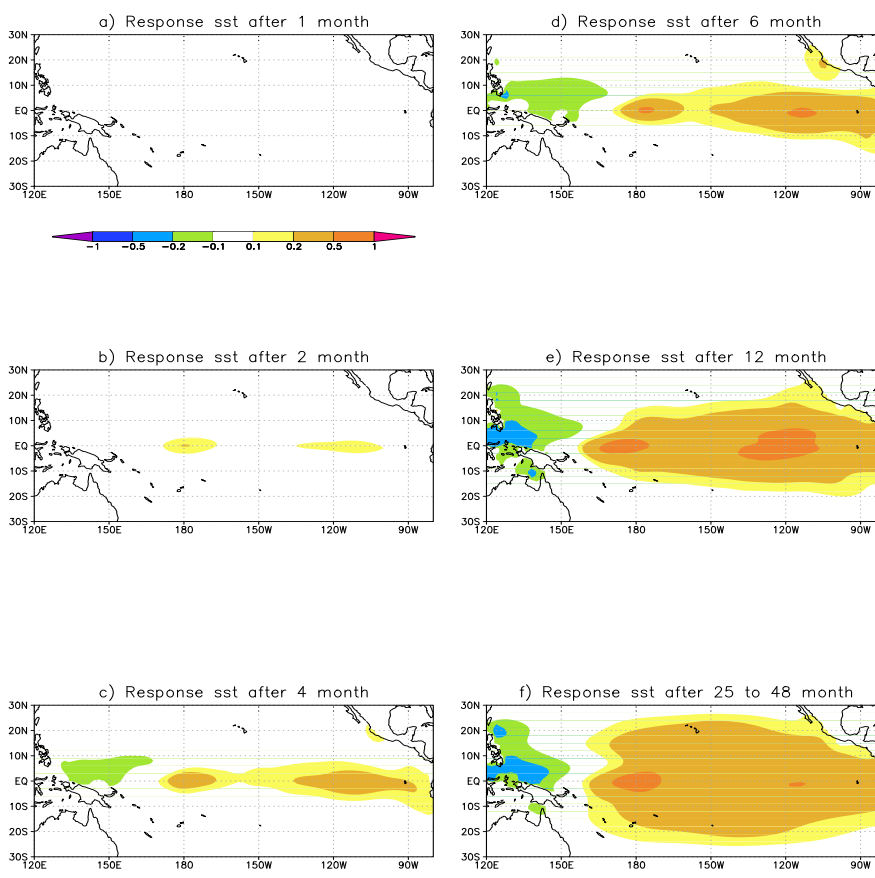 a) Response sst after 1 month
30N
20N
10N
EQ
10S
20S
30S
120E 150E 180 150W 120W 90W
-1 -0.5 -0.2 -0.1 0.1 0.2 0.5 1
b) Response sst after 2 month
30N
20N
10N
EQ
10S
20S
30S
120E 150E 180 150W 120W 90W
c) Response sst after 4 month
30N
20N
10N
EQ
10S
20S
30S
120E 150E 180 150W 120W 90W
d) Response sst after 6 month
30N
20N
10N
EQ
10S
20S
30S
120E 150E 180 150W 120W 90W
e) Response sst after 12 month
30N
20N
10N
EQ
10S
20S
30S
120E 150E 180 150W 120W 90W
f) Response sst after 25 to 48 month
30N
20N
10N
EQ
10S
20S
30S
120E 150E 180 150W 120W 90W